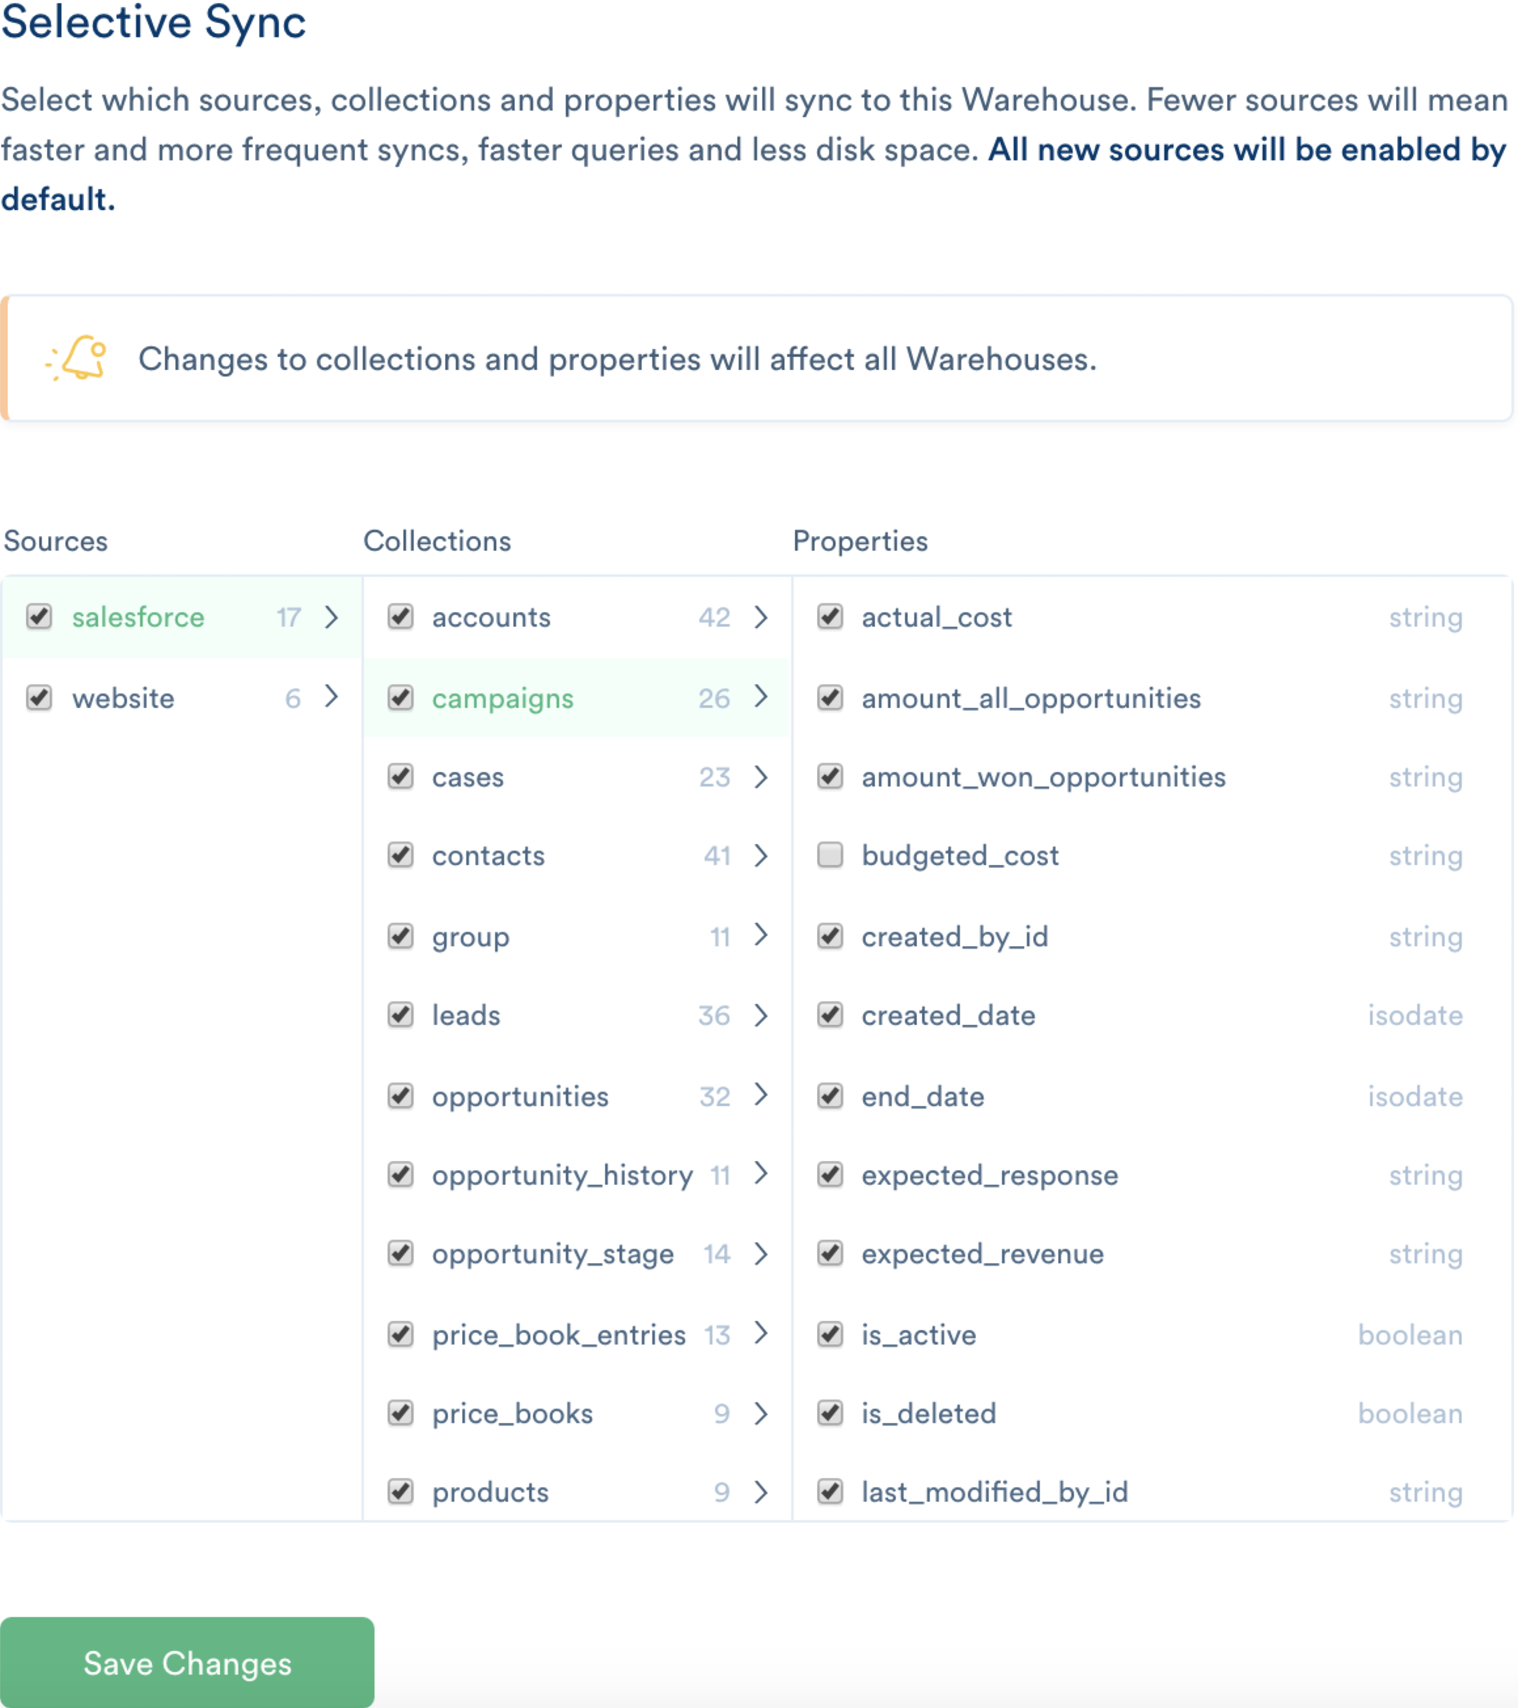 Selective Sync
Select which sources, collections and properties will sync to this Warehouse. Fewer sources will mean
faster and more frequent syncs, faster queries and less disk space. All new sources will be enabled by
default.
Changes to collections and properties will affect all Warehouses.
Sources Collections Properties
salesforce 17 accounts 42 actual_cost string
website 6 campaigns 26 amount_all_opportunities string
cases 23 amount_won_opportunities string
contacts 41 budgeted_cost string
group 11 created_by_id string
leads 36 created_date isodate
opportunities 32 end_date isodate
opportunity_history 11 expected_response string
opportunity_stage 14 expected_revenue string
price_book_entries 13 is_active boolean
price_books 9 is_deleted boolean
products 9 last_modified_by_id string
Save Changes